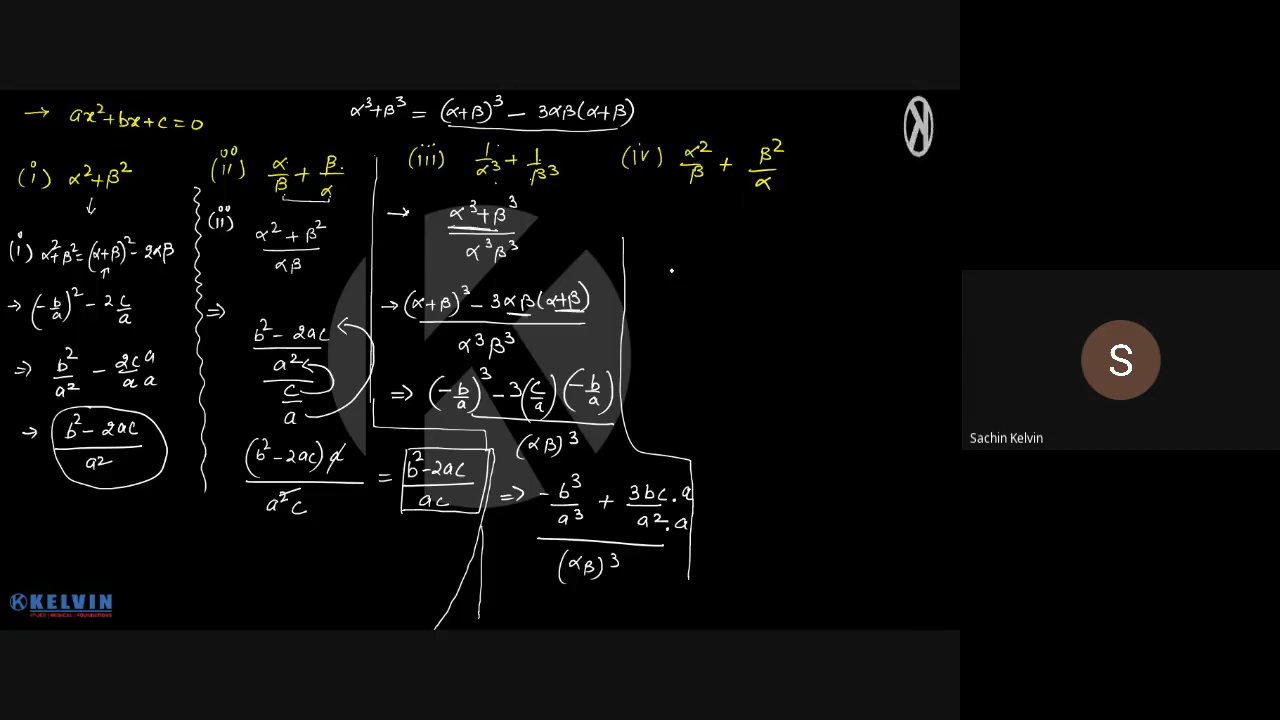 → ax²+bx+c=0
α³+β³ = (α+β)³ − 3αβ(α+β)
(i) α²+β²
(i) α²+β²=(α+β)²−2αβ
→ (−b/a)² − 2c/a
⇒ b²/a² − 2c/a a/a
→ b²−2ac/a²
(ii) α/β + β/α
(ii) α²+β²/αβ
⇒ b²−2ac/a²/c/a
(b²−2ac)a/a²c = b²−2ac/ac
(iii) 1/α³ + 1/β³
→ α³+β³/α³β³
→ (α+β)³−3αβ(α+β)/α³β³
⇒ (−b/a)³−3(c/a)(−b/a)/(αβ)³
⇒ −b³/a³ + 3bc.a/a².a/(αβ)³
(iv) α²/β + β²/α
KELVIN
S
Sachin Kelvin